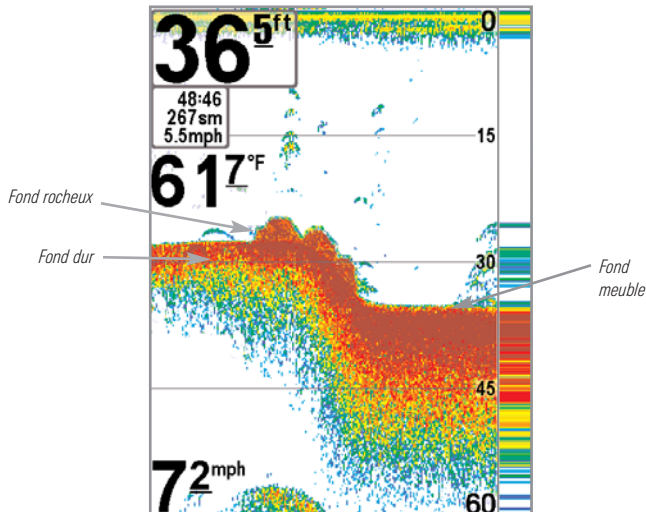 36 5 ft
48:46
267sm
5.5mph
61 7 °F
7 2 mph
0
15
30
45
60
Fond rocheux
Fond dur
Fond
meuble